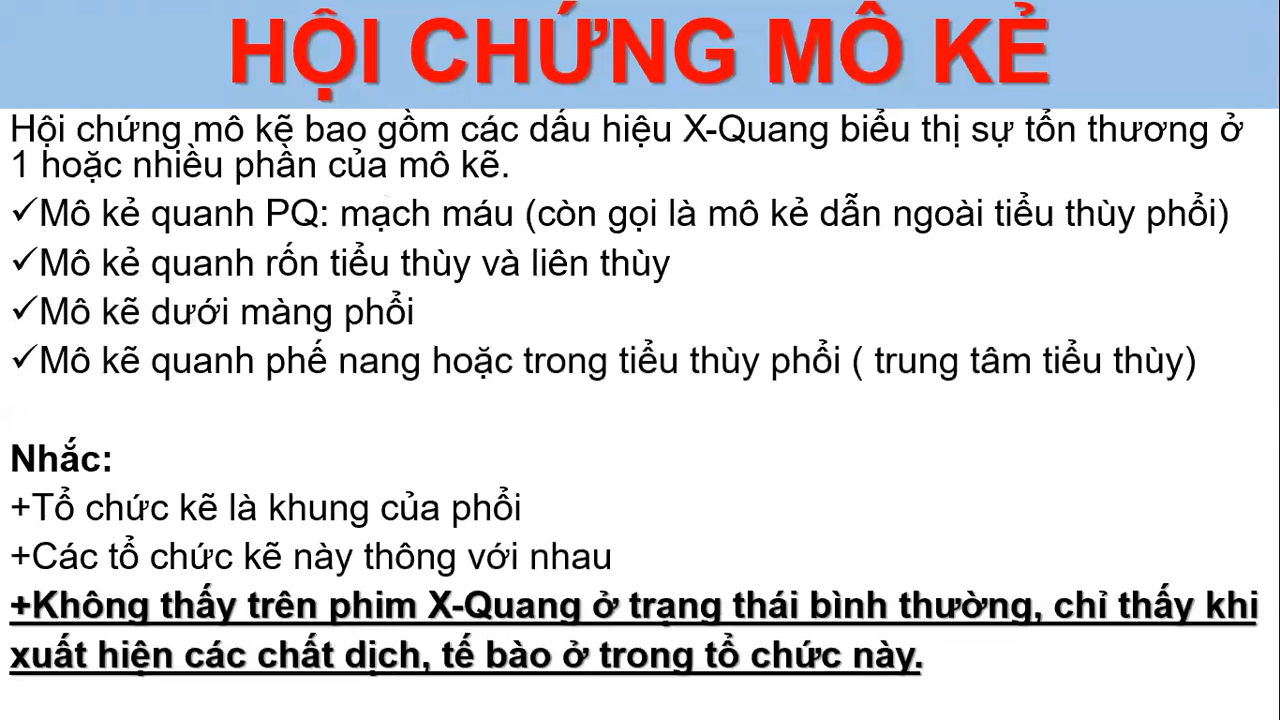 HỘI CHỨNG MÔ KẺ
Hội chứng mô kẽ bao gồm các dấu hiệu X-Quang biểu thị sự tổn thương ở
1 hoặc nhiều phần của mô kẽ.
✓Mô kẻ quanh PQ: mạch máu (còn gọi là mô kẻ dẫn ngoài tiểu thùy phổi)
✓Mô kẻ quanh rốn tiểu thùy và liên thùy
✓Mô kẽ dưới màng phổi
✓Mô kẽ quanh phế nang hoặc trong tiểu thùy phổi ( trung tâm tiểu thùy)
Nhắc:
+Tổ chức kẽ là khung của phổi
+Các tổ chức kẽ này thông với nhau
+Không thấy trên phim X-Quang ở trạng thái bình thường, chỉ thấy khi
xuất hiện các chất dịch, tế bào ở trong tổ chức này.